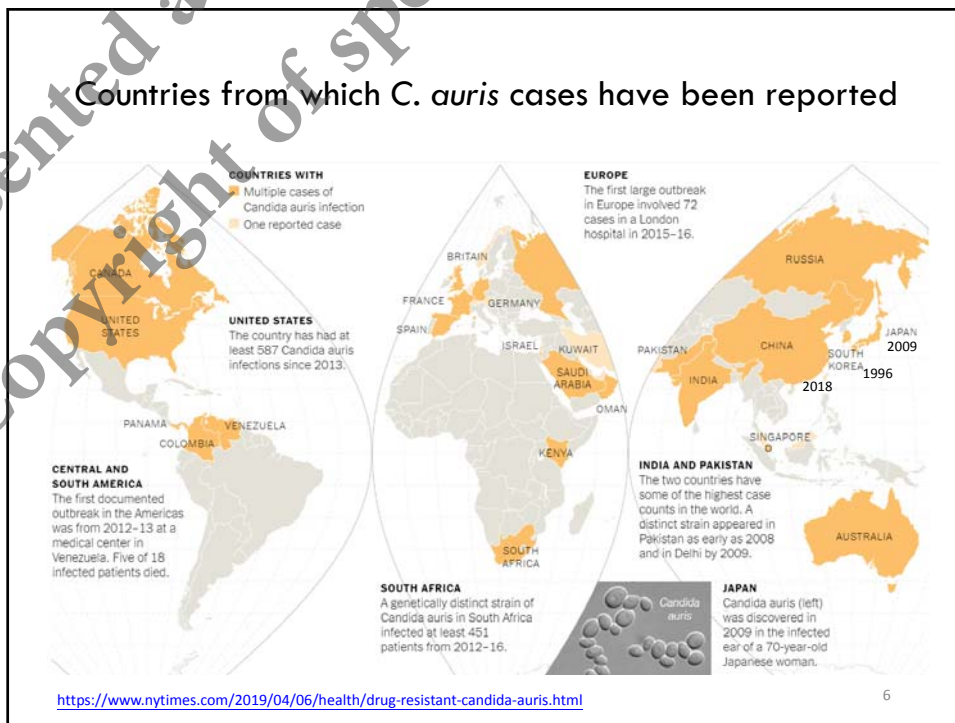 Countries from which C. auris cases have been reported
COUNTRIES WITH
Multiple cases of
Candida auris infection
One reported case
CANADA
UNITED
STATES
UNITED STATES
The country has had at
least 587 Candida auris
infections since 2013.
PANAMA
VENEZUELA
COLOMBIA
CENTRAL AND
SOUTH AMERICA
The first documented
outbreak in the Americas
was from 2012–13 at a
medical center in
Venezuela. Five of 18
infected patients died.
EUROPE
The first large outbreak
in Europe involved 72
cases in a London
hospital in 2015–16.
BRITAIN
FRANCE
GERMANY
SPAIN
ISRAEL
KUWAIT
SAUDI
ARABIA
OMAN
KENYA
SOUTH
AFRICA
SOUTH AFRICA
A genetically distinct strain of
Candida auris in South Africa
infected at least 451
patients from 2012–16.
RUSSIA
JAPAN
2009
CHINA
SOUTH
KOREA
1996
PAKISTAN
INDIA
2018
SINGAPORE
INDIA AND PAKISTAN
The two countries have
some of the highest case
counts in the world. A
distinct strain appeared in
Pakistan as early as 2008
and in Delhi by 2009.
AUSTRALIA
Candida
auris
JAPAN
Candida auris (left)
was discovered in
2009 in the infected
ear of a 70-year-old
Japanese woman.
https://www.nytimes.com/2019/04/06/health/drug-resistant-candida-auris.html
6
Copyright of